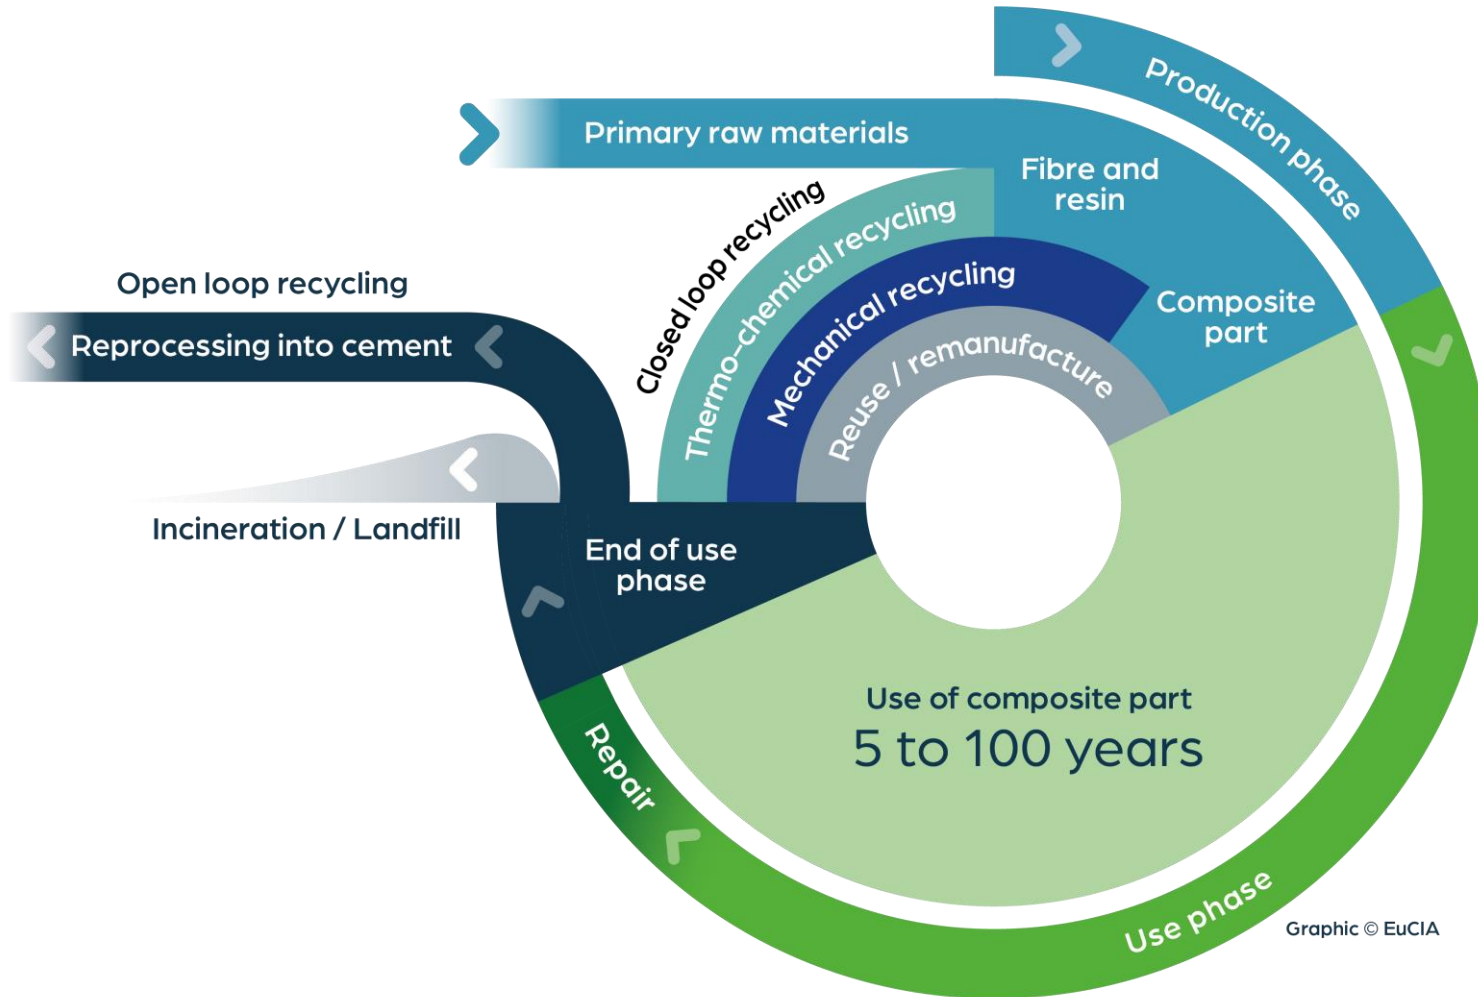 Production phase
Primary raw materials
Fibre and
resin
Closed loop recycling
Thermo-chemical recycling
Mechanical recycling
Reuse / remanufacture
Composite
part
Open loop recycling
Reprocessing into cement
Incineration / Landfill
End of use
phase
Use of composite part
5 to 100 years
Repair
Use phase
Graphic © EuCIA